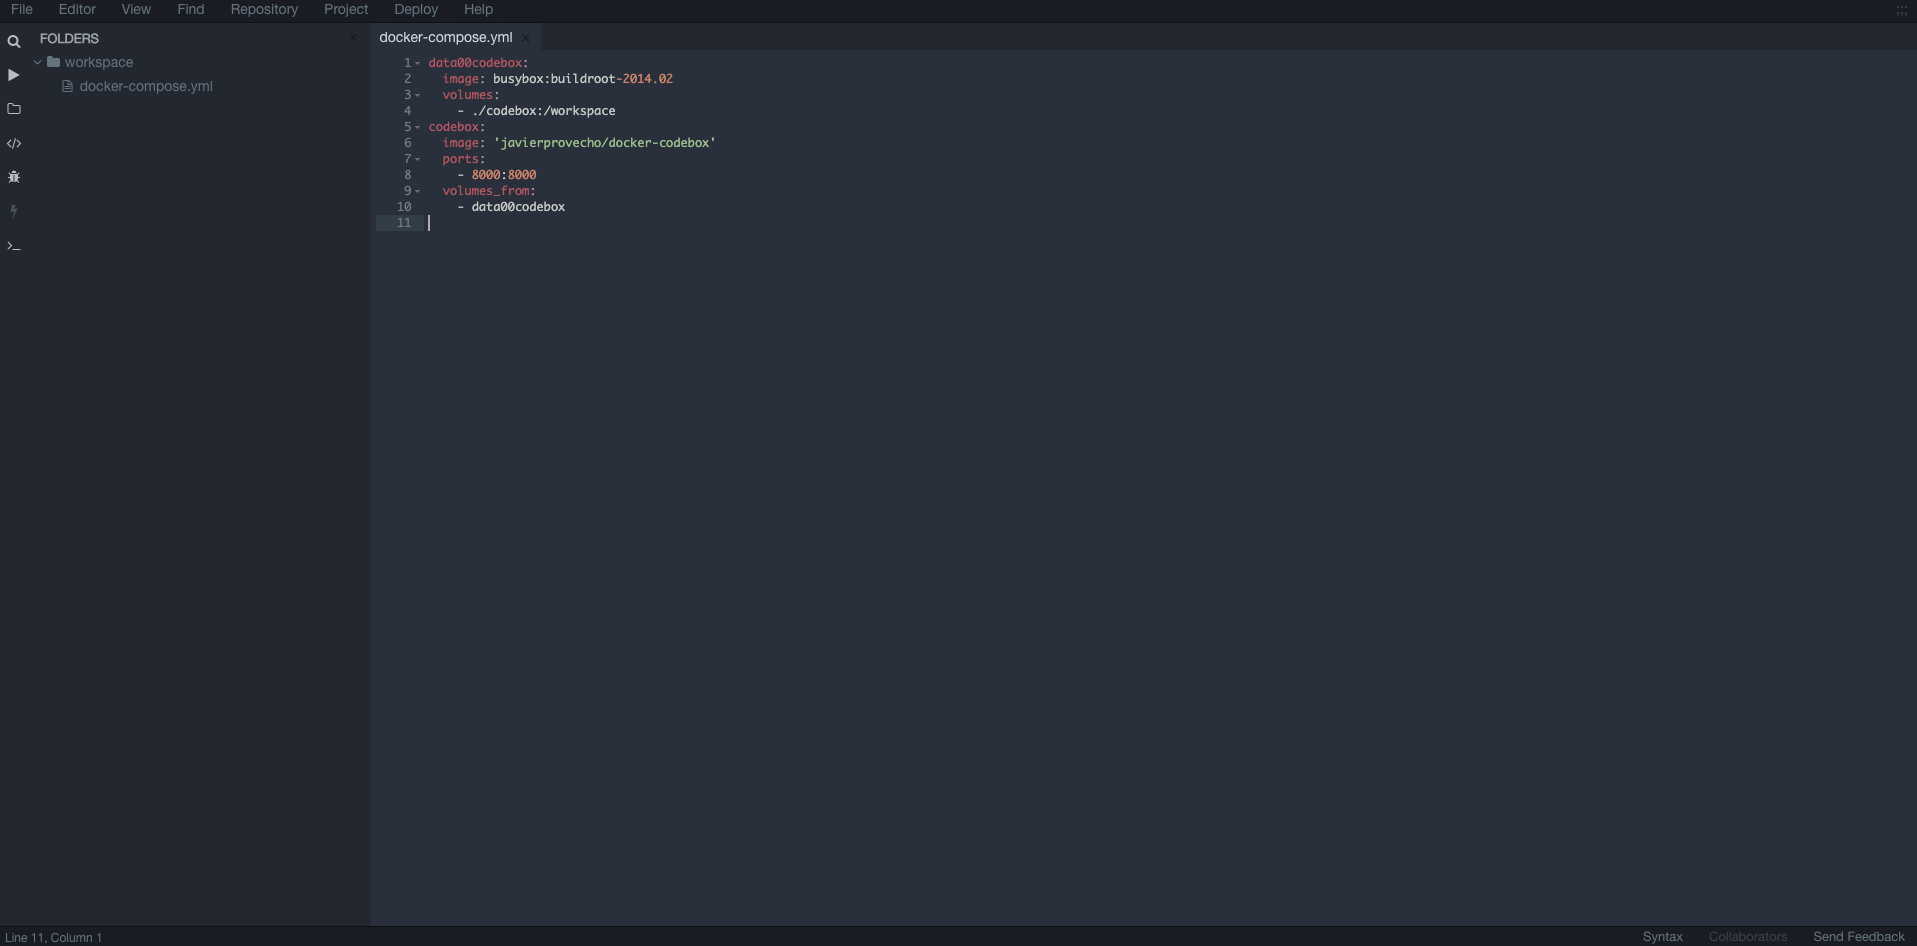 File Editor View Find Repository Project Deploy Help
FOLDERS
workspace
docker-compose.yml
docker-compose.yml
1 data00codebox:
2 image: busybox:buildroot-2014.02
3 volumes:
4 - ./codebox:/workspace
5 codebox:
6 image: 'javierprovecho/docker-codebox'
7 ports:
8 - 8000:8000
9 volumes_from:
10 - data00codebox
11
Line 11, Column 1
Syntax Collaborators Send Feedback